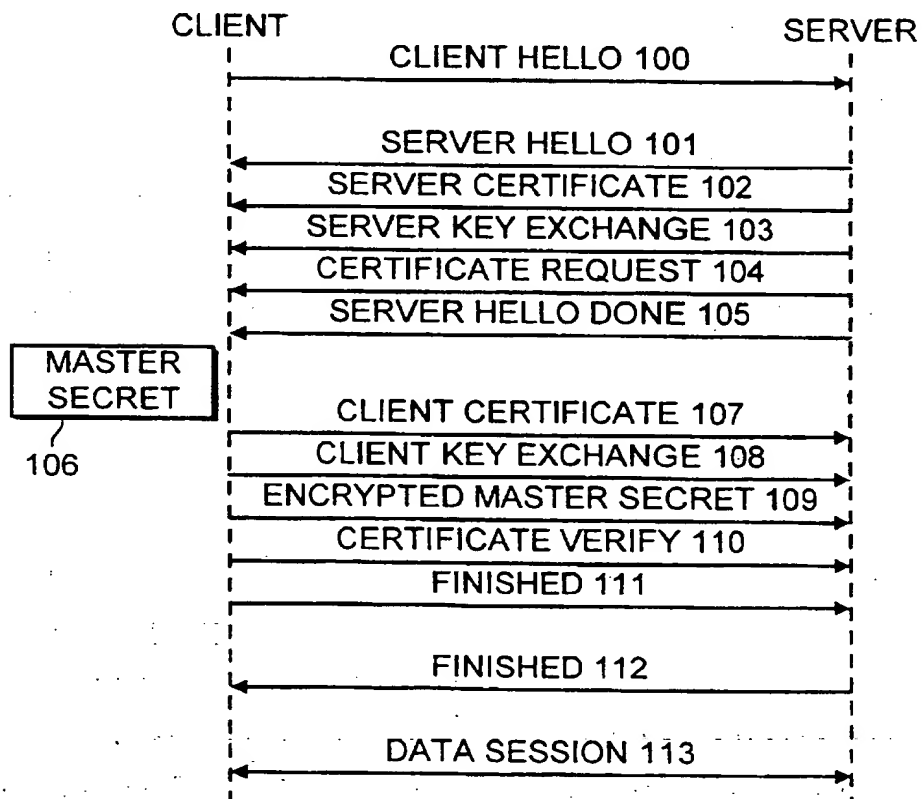 CLIENT
SERVER
CLIENT HELLO 100
SERVER HELLO 101
SERVER CERTIFICATE 102
SERVER KEY EXCHANGE 103
CERTIFICATE REQUEST 104
SERVER HELLO DONE 105
MASTER
SECRET
106
CLIENT CERTIFICATE 107
CLIENT KEY EXCHANGE 108
ENCRYPTED MASTER SECRET 109
CERTIFICATE VERIFY 110
FINISHED 111
FINISHED 112
DATA SESSION 113